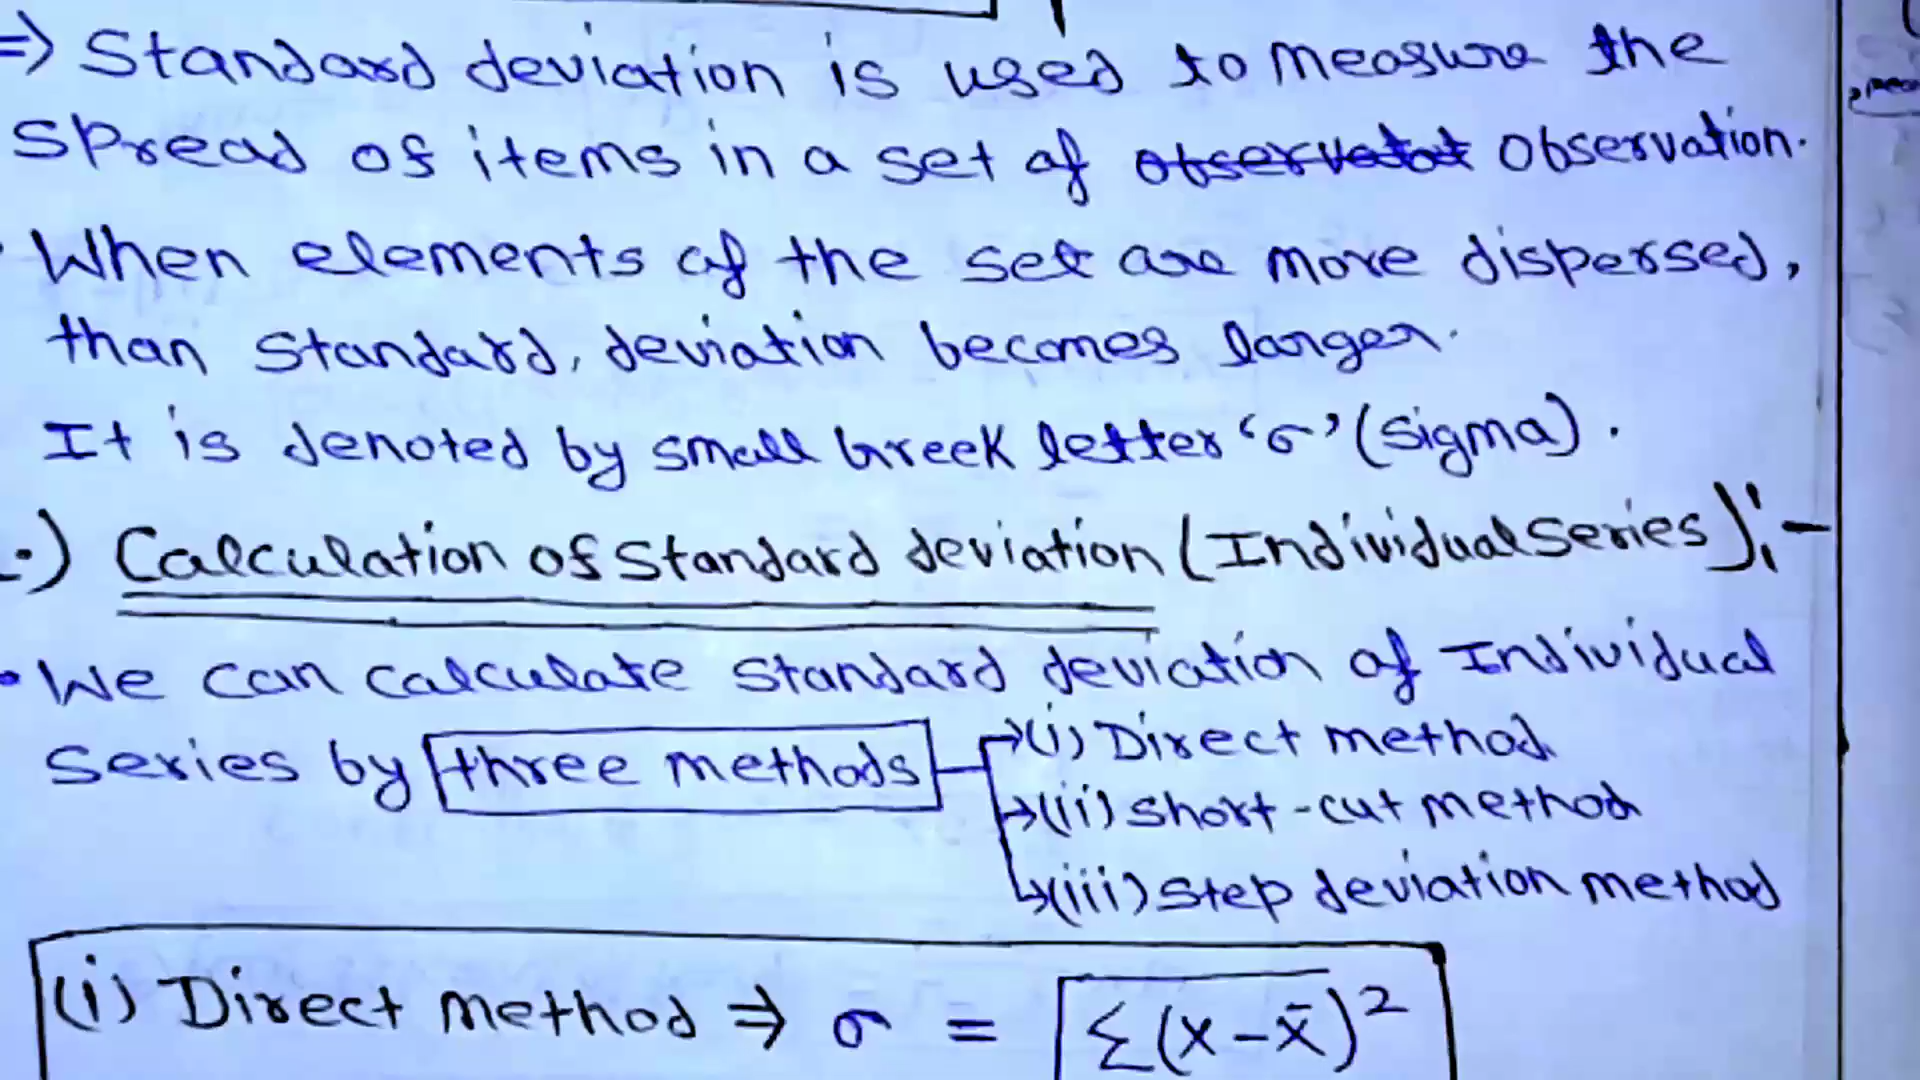 => Standard deviation is used to measure the
Spread of items in a set of observation.
When elements of the set are more dispersed,
than standard, deviation becomes larger.
It is denoted by small Greek letter 'σ' (Sigma).
.) Calculation of Standard deviation (Individual Series):-
• We can calculate standard deviation of Individual
Series by three methods
→(i) Direct method
→(ii) Short-cut method
↳(iii) Step deviation method
(i) Direct method ⇒ σ = Σ(x-x̄)²